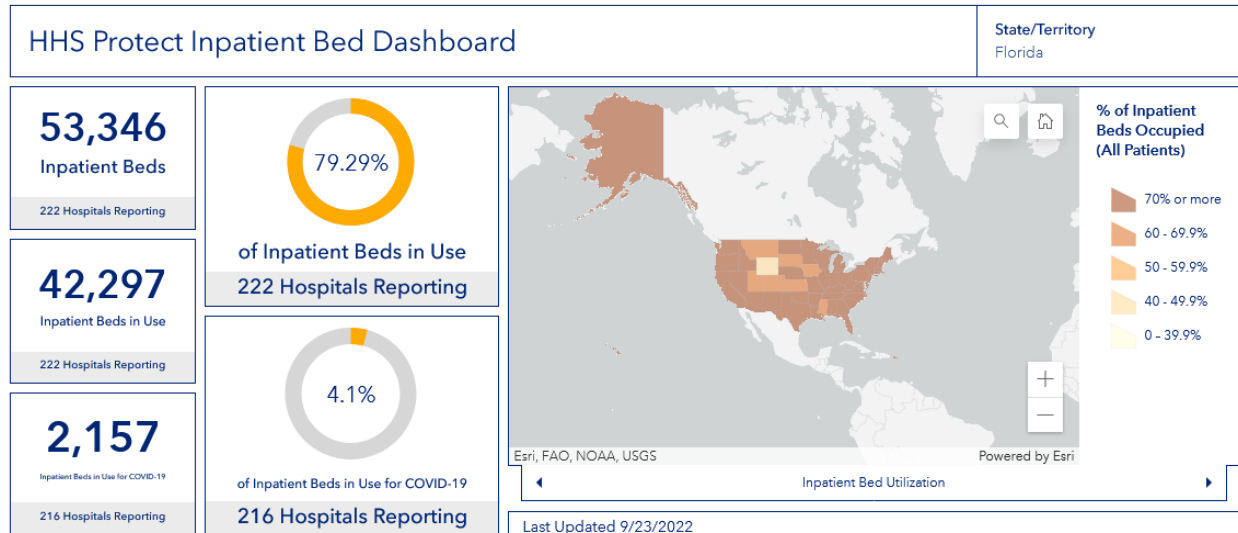 HHS Protect Inpatient Bed Dashboard
State/Territory
Florida
53,346
Inpatient Beds
222 Hospitals Reporting
42,297
Inpatient Beds in Use
222 Hospitals Reporting
2,157
Inpatient Beds in Use for COVID-19
216 Hospitals Reporting
79.29%
of Inpatient Beds in Use
222 Hospitals Reporting
4.1%
of Inpatient Beds in Use for COVID-19
216 Hospitals Reporting
Esri, FAO, NOAA, USGS
Powered by Esri
Inpatient Bed Utilization
Last Updated 9/23/2022
% of Inpatient
Beds Occupied
(All Patients)
70% or more
60 - 69.9%
50 - 59.9%
40 - 49.9%
0 - 39.9%